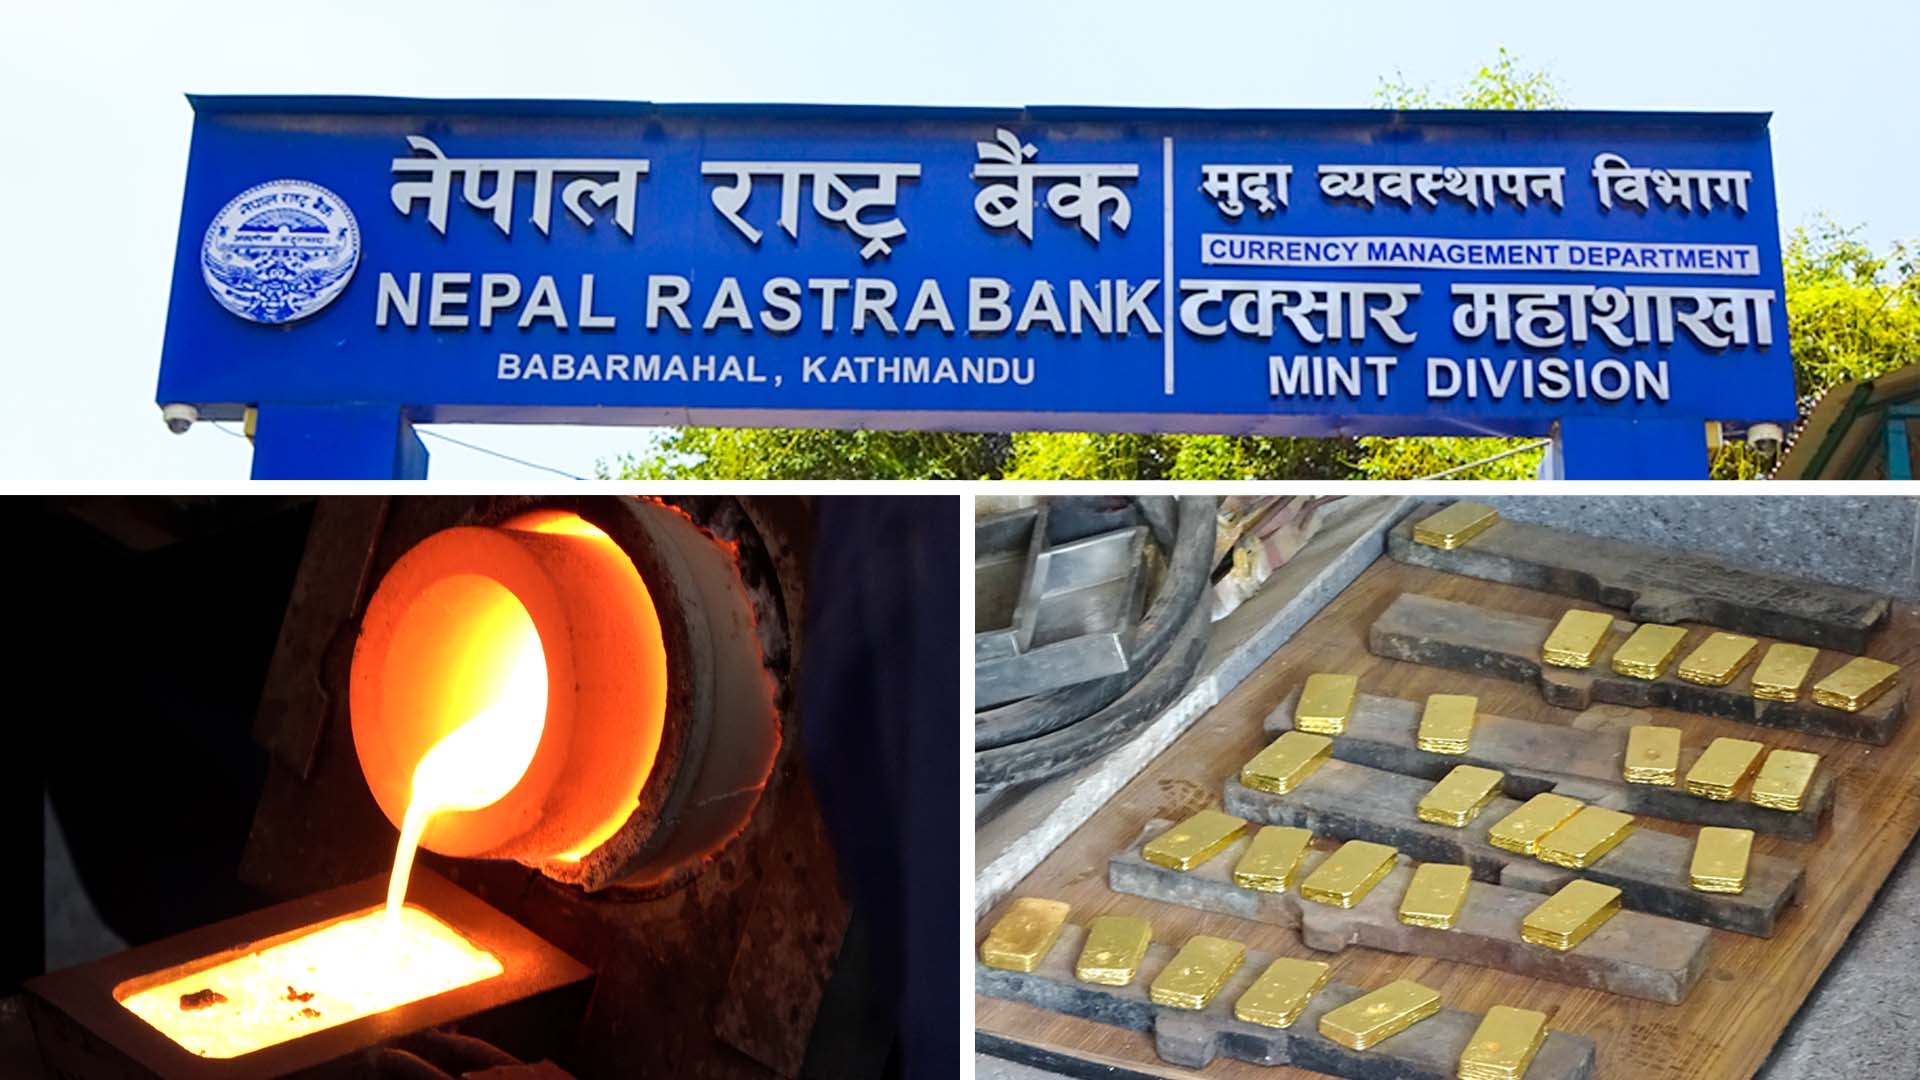 नेपाल राष्ट्र बैंक
NEPAL RASTRA BANK
BABARMAHAL, KATHMANDU
मुद्रा व्यवस्थापन विभाग
CURRENCY MANAGEMENT DEPARTMENT
टक्सार महाशाखा
MINT DIVISION
नेपाल राष्ट्र बैंक